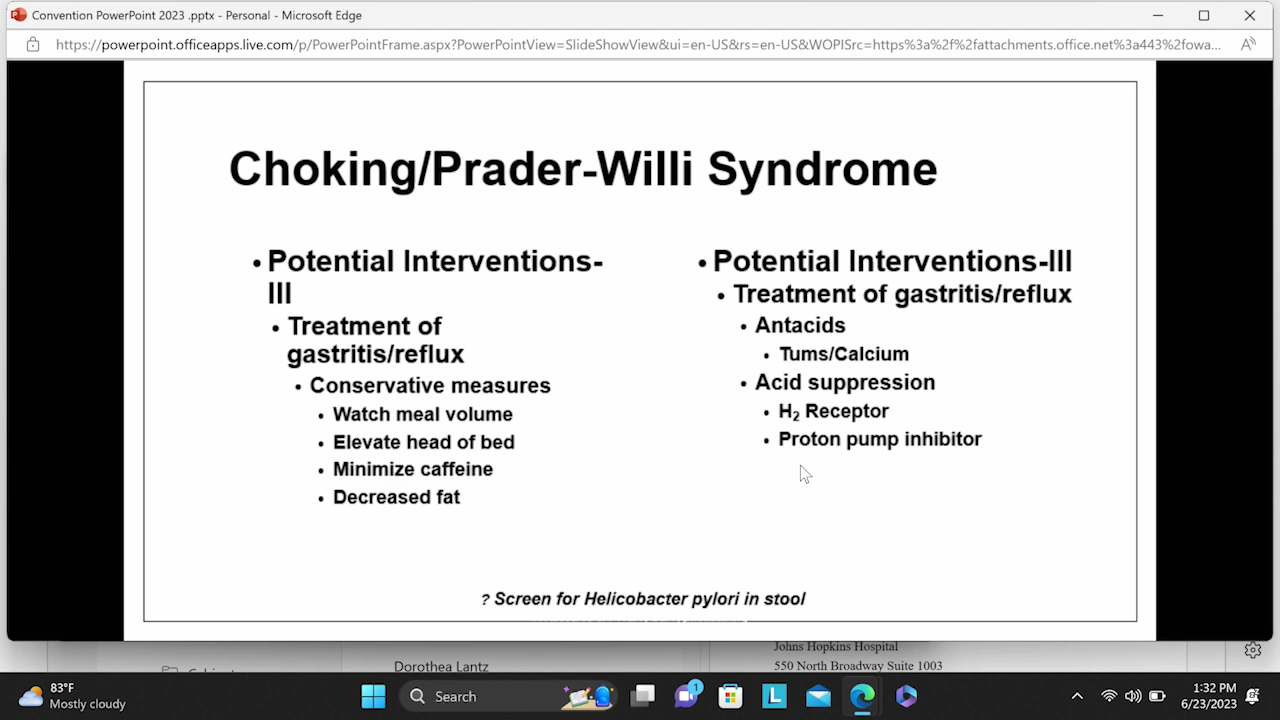 Convention PowerPoint 2023 .pptx - Personal - Microsoft Edge
https://powerpoint.officeapps.live.com/p/PowerPointFrame.aspx?PowerPointView=SlideShowView&ui=en-US&rs=en-US&WOPISrc=https%3a%2f%2fattachments.office.net%3a443%2fowa...
Choking/Prader-Willi Syndrome
• Potential Interventions-
III
• Treatment of
gastritis/reflux
• Conservative measures
• Watch meal volume
• Elevate head of bed
• Minimize caffeine
• Decreased fat
• Potential Interventions-III
• Treatment of gastritis/reflux
• Antacids
• Tums/Calcium
• Acid suppression
• H₂ Receptor
• Proton pump inhibitor
? Screen for Helicobacter pylori in stool
Dorothea Lantz
Johns Hopkins Hospital
550 North Broadway Suite 1003
83°F
Mostly cloudy
Search
1
L
1:32 PM
6/23/2023